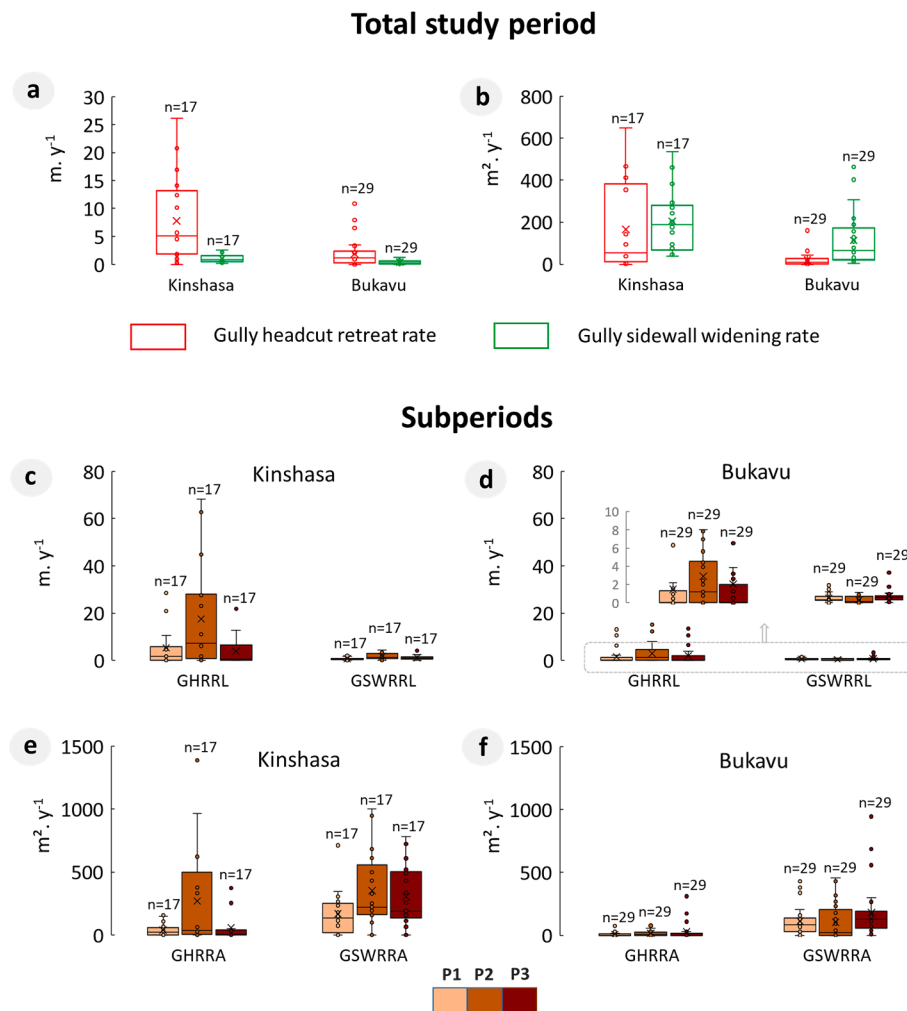 Total study period
a
m. y⁻¹
30
25
20
15
10
5
0
n=17
n=17
n=29
n=29
Kinshasa
Bukavu
b
m². y⁻¹
800
600
400
200
0
n=17
n=17
n=29
n=29
Kinshasa
Bukavu
Gully headcut retreat rate
Gully sidewall widening rate
Subperiods
c
Kinshasa
m. y⁻¹
80
60
40
20
0
n=17
n=17
n=17
n=17
n=17
n=17
GHRRL
GSWRRL
d
Bukavu
m. y⁻¹
80
60
40
20
0
10
8
6
4
2
0
n=29
n=29
n=29
n=29
n=29
n=29
GHRRL
GSWRRL
e
Kinshasa
m². y⁻¹
1500
1000
500
0
n=17
n=17
n=17
n=17
n=17
n=17
GHRRA
GSWRRA
f
Bukavu
m². y⁻¹
1500
1000
500
0
n=29
n=29
n=29
n=29
n=29
n=29
GHRRA
GSWRRA
P1 P2 P3